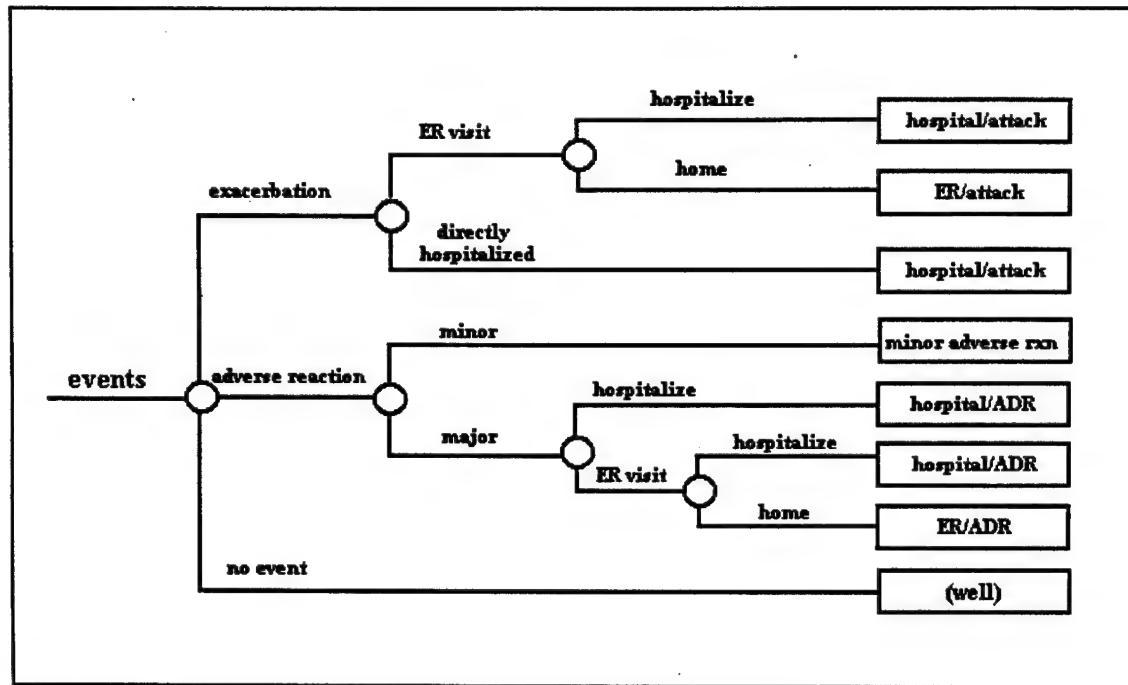 hospitalize
hospital/attack
ER visit
home
ER/attack
exacerbation
directly
hospitalized
hospital/attack
minor
minor adverse rxn
events
adverse reaction
hospitalize
hospital/ADR
major
hospitalize
hospital/ADR
ER visit
home
ER/ADR
no event
(well)